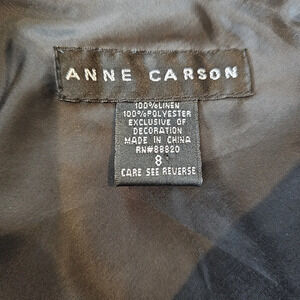 ANNE CARSON
100%LINEN
100%POLYESTER
EXCLUSIVE OF
DECORATION
MADE IN CHINA
RN#88820
8
CARE SEE REVERSE